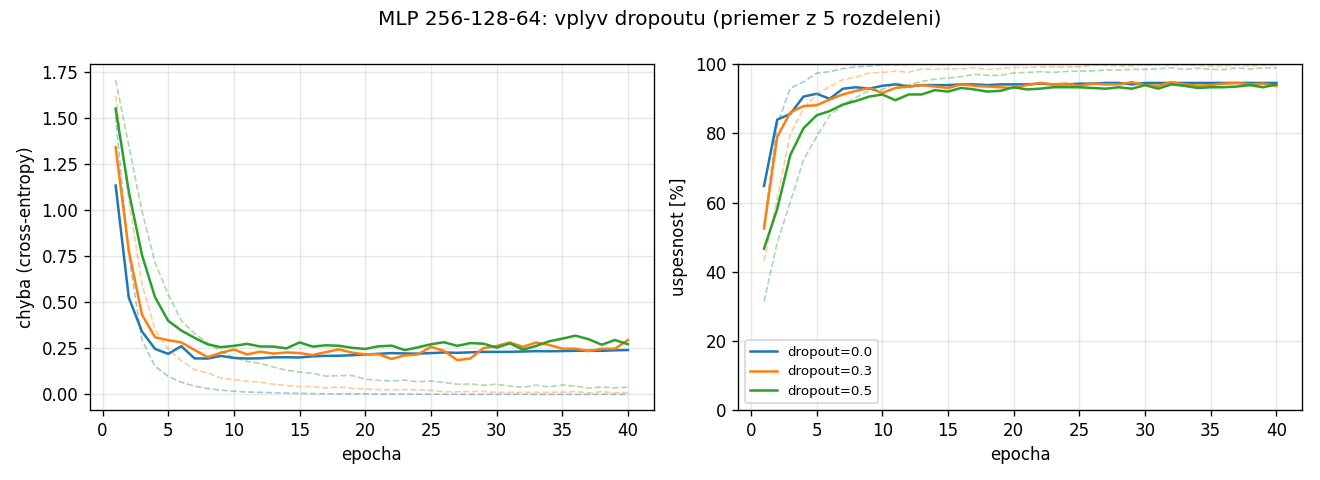 MLP 256-128-64: vplyv dropoutu (priemer z 5 rozdeleni)
chyba (cross-entropy)
1.75
1.50
1.25
1.00
0.75
0.50
0.25
0.00
0 5 10 15 20 25 30 35 40
epocha
uspesnost [%]
100
80
60
40
20
0
dropout=0.0
dropout=0.3
dropout=0.5
0 5 10 15 20 25 30 35 40
epocha